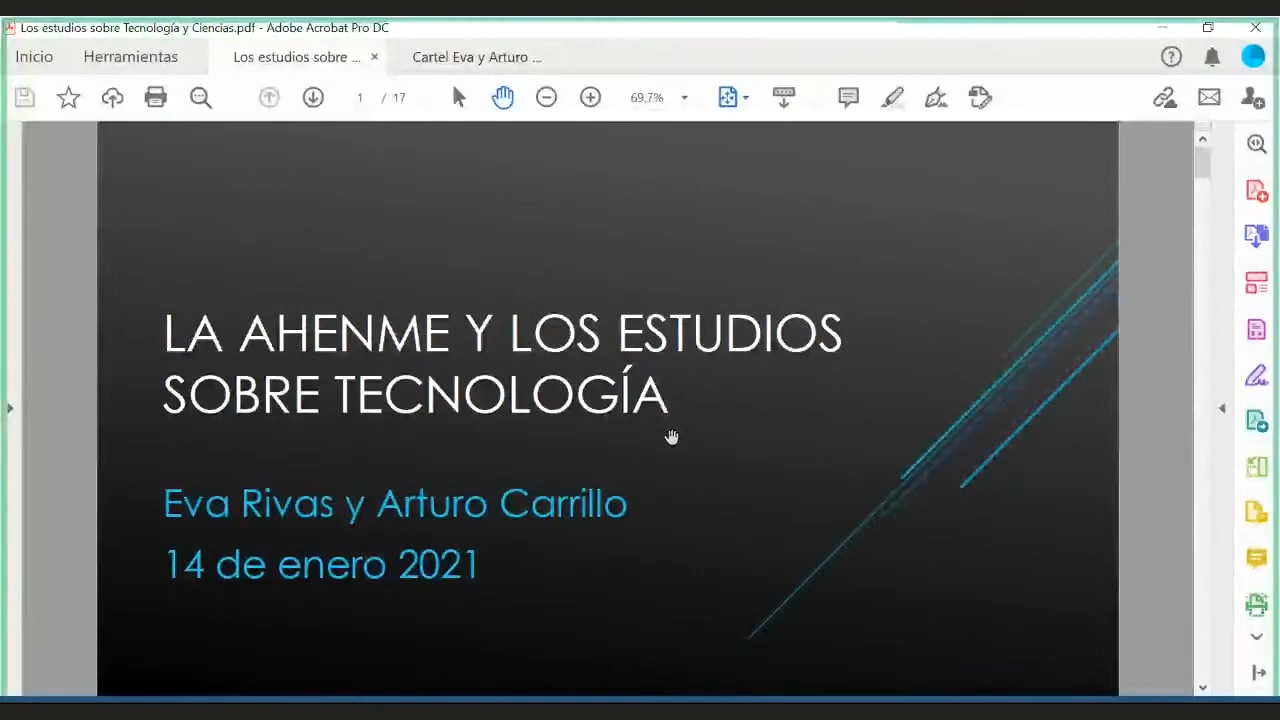 Los estudios sobre Tecnología y Ciencias.pdf - Adobe Acrobat Pro DC
Inicio Herramientas Los estudios sobre ... × Cartel Eva y Arturo ...
1 / 17 69.7%
LA AHENME Y LOS ESTUDIOS
SOBRE TECNOLOGÍA
Eva Rivas y Arturo Carrillo
14 de enero 2021